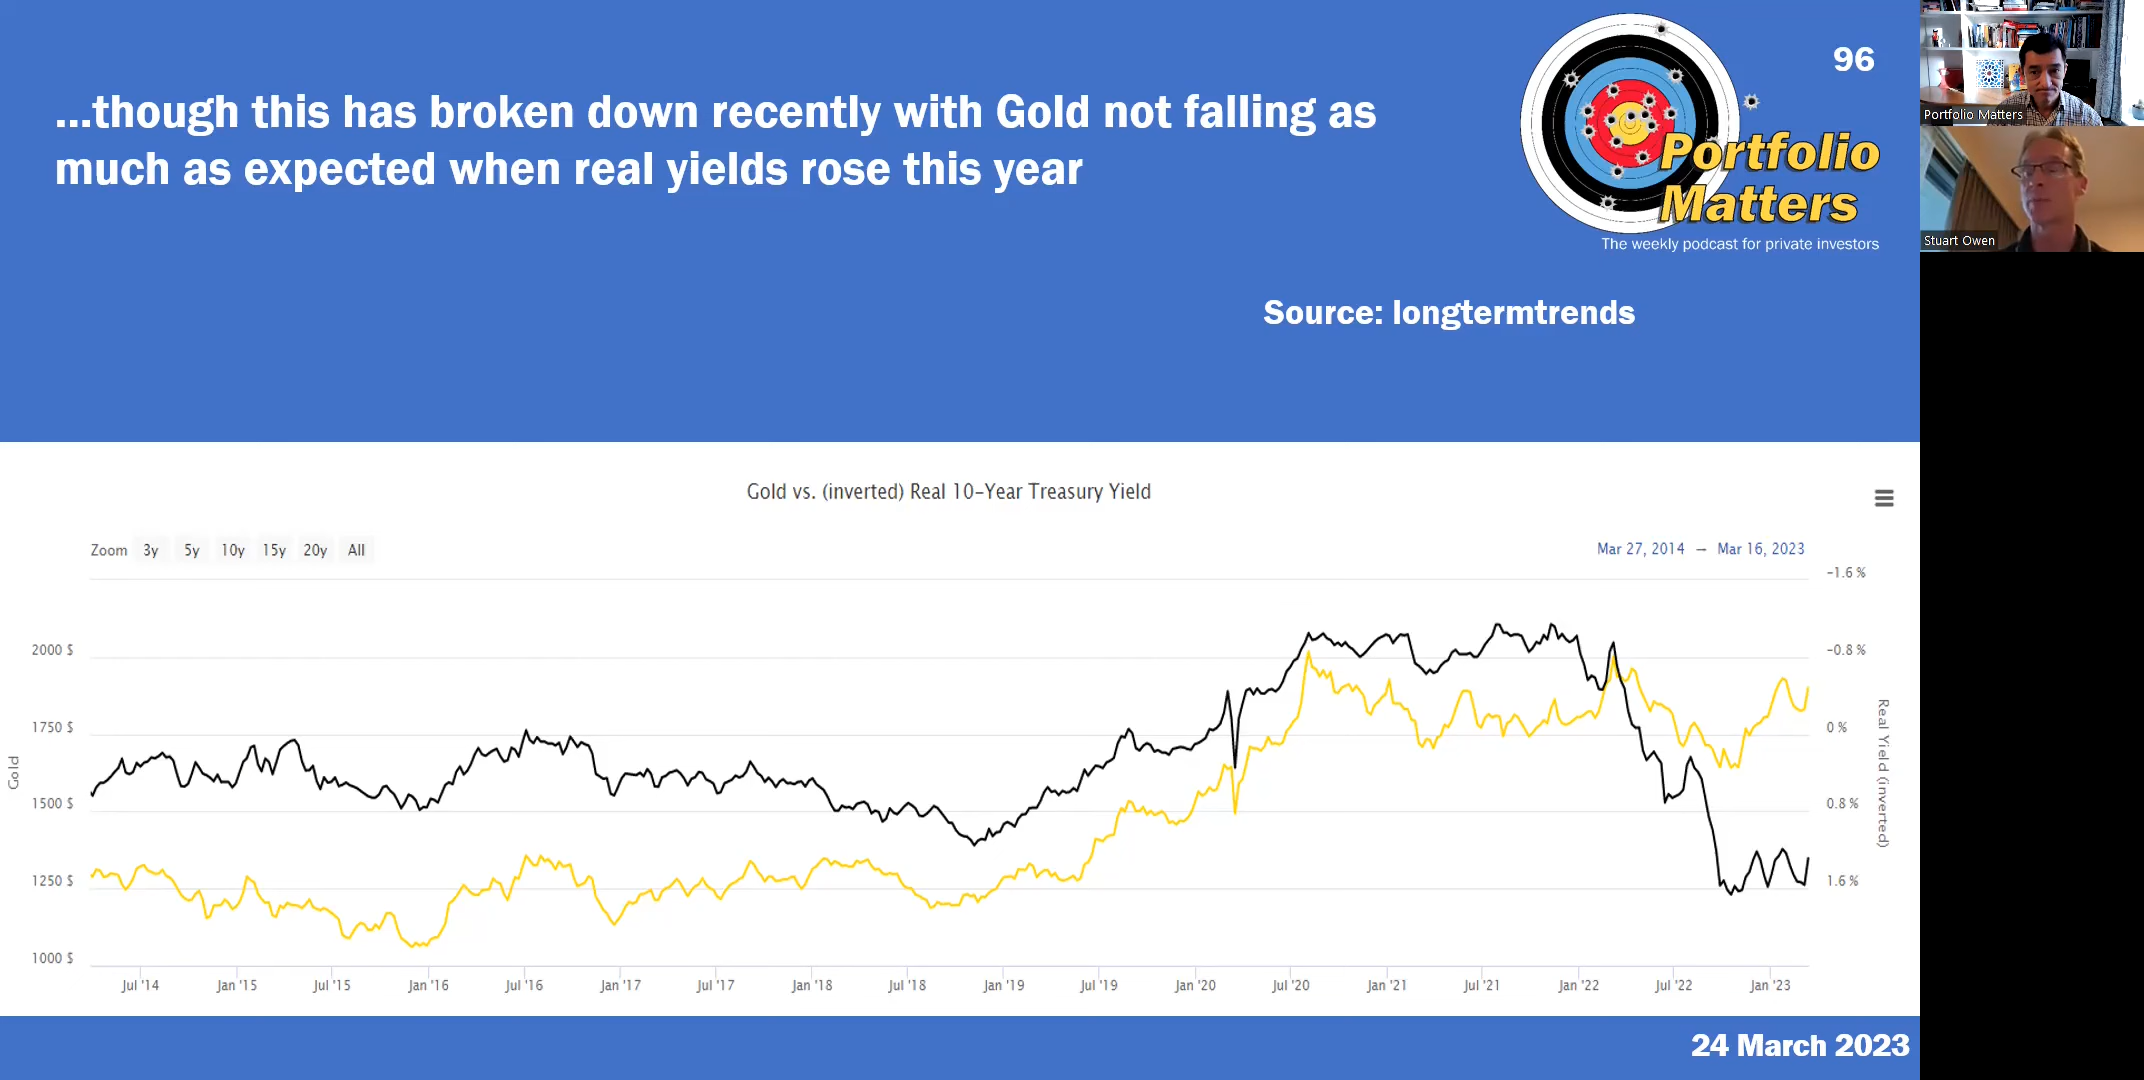 ...though this has broken down recently with Gold not falling as
much as expected when real yields rose this year
96
Portfolio
Matters
The weekly podcast for private investors
Source: longtermtrends
Portfolio Matters
Stuart Owen
Gold vs. (inverted) Real 10-Year Treasury Yield
Zoom 3y 5y 10y 15y 20y All
Mar 27, 2014 → Mar 16, 2023
-1.6 %
2000 $
-0.8 %
1750 $
0 %
1500 $
0.8 %
1250 $
1.6 %
1000 $
Gold
Real Yield (inverted)
Jul '14 Jan '15 Jul '15 Jan '16 Jul '16 Jan '17 Jul '17 Jan '18 Jul '18 Jan '19 Jul '19 Jan '20 Jul '20 Jan '21 Jul '21 Jan '22 Jul '22 Jan '23
24 March 2023